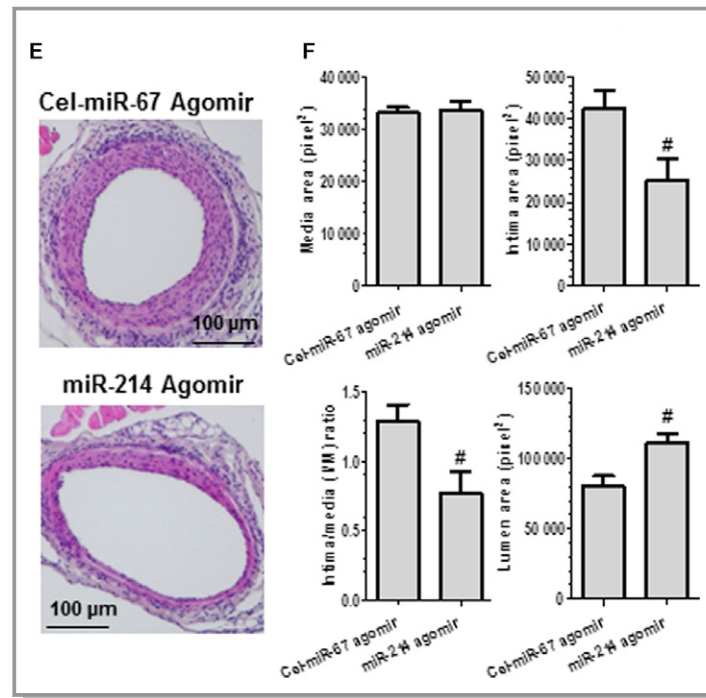 E
Cel-miR-67 Agomir
100 µm
miR-214 Agomir
100 µm
F
Media area (pixel²)
40 000
30 000
20 000
10 000
0
Cel-miR-67 agomir
miR-214 agomir
Intima area (pixel²)
50 000
40 000
30 000
20 000
10 000
0
#
Cel-miR-67 agomir
miR-214 agomir
Intima/media (I/M) ratio
1.5
1.0
0.5
0.0
#
Cel-miR-67 agomir
miR-214 agomir
Lumen area (pixel²)
150 000
100 000
50 000
0
#
Cel-miR-67 agomir
miR-214 agomir